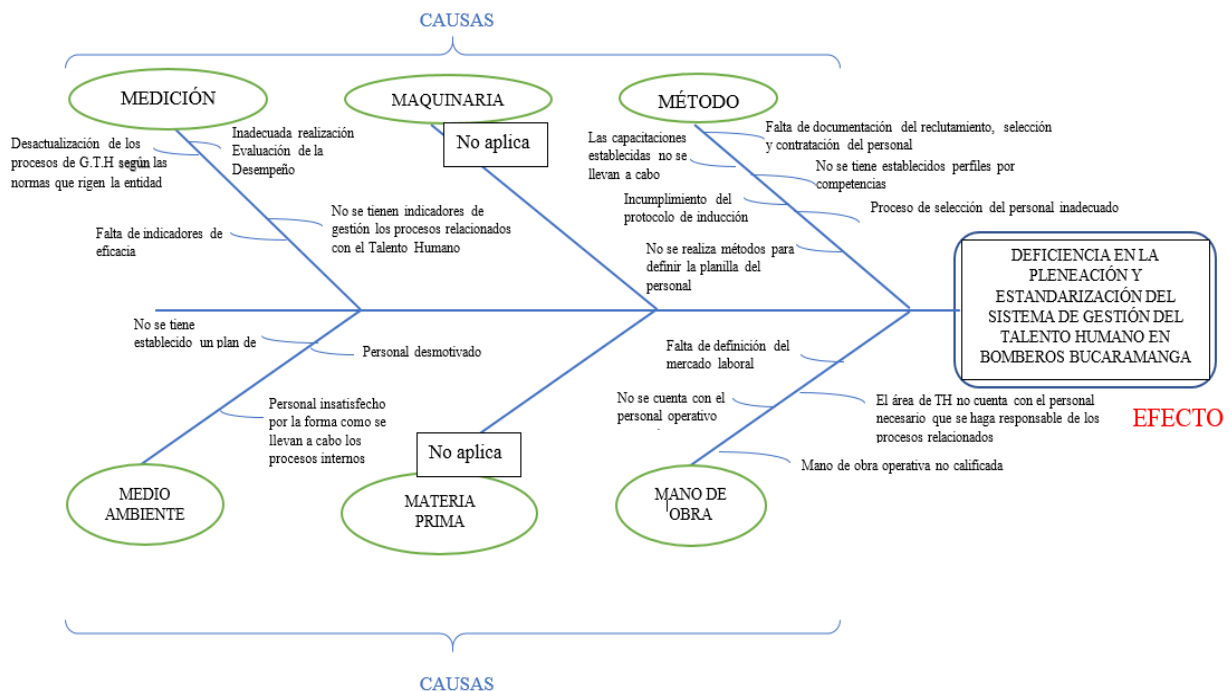 CAUSAS
MEDICIÓN
MAQUINARIA
MÉTODO
Desactualización de los
procesos de G.T.H según las
normas que rigen la entidad
Inadecuada realización
Evaluación de la
Desempeño
Falta de indicadores de
eficacia
No se tienen indicadores de
gestión los procesos relacionados
con el Talento Humano
No aplica
Las capacitaciones
establecidas no se
llevan a cabo
Falta de documentación del reclutamiento, selección
y contratación del personal
No se tiene establecidos perfiles por
competencias
Incumplimiento del
protocolo de inducción
Proceso de selección del personal inadecuado
No se realiza métodos para
definir la planilla del
personal
DEFICIENCIA EN LA
PLENEACIÓN Y
ESTANDARIZACIÓN DEL
SISTEMA DE GESTIÓN DEL
TALENTO HUMANO EN
BOMBEROS BUCARAMANGA
EFECTO
No se tiene
establecido un plan de
Personal desmotivado
Personal insatisfecho
por la forma como se
llevan a cabo los
procesos internos
No aplica
Falta de definición del
mercado laboral
No se cuenta con el
personal operativo
El área de TH no cuenta con el personal
necesario que se haga responsable de los
procesos relacionados
Mano de obra operativa no calificada
MEDIO
AMBIENTE
MATERIA
PRIMA
MANO DE
OBRA
CAUSAS